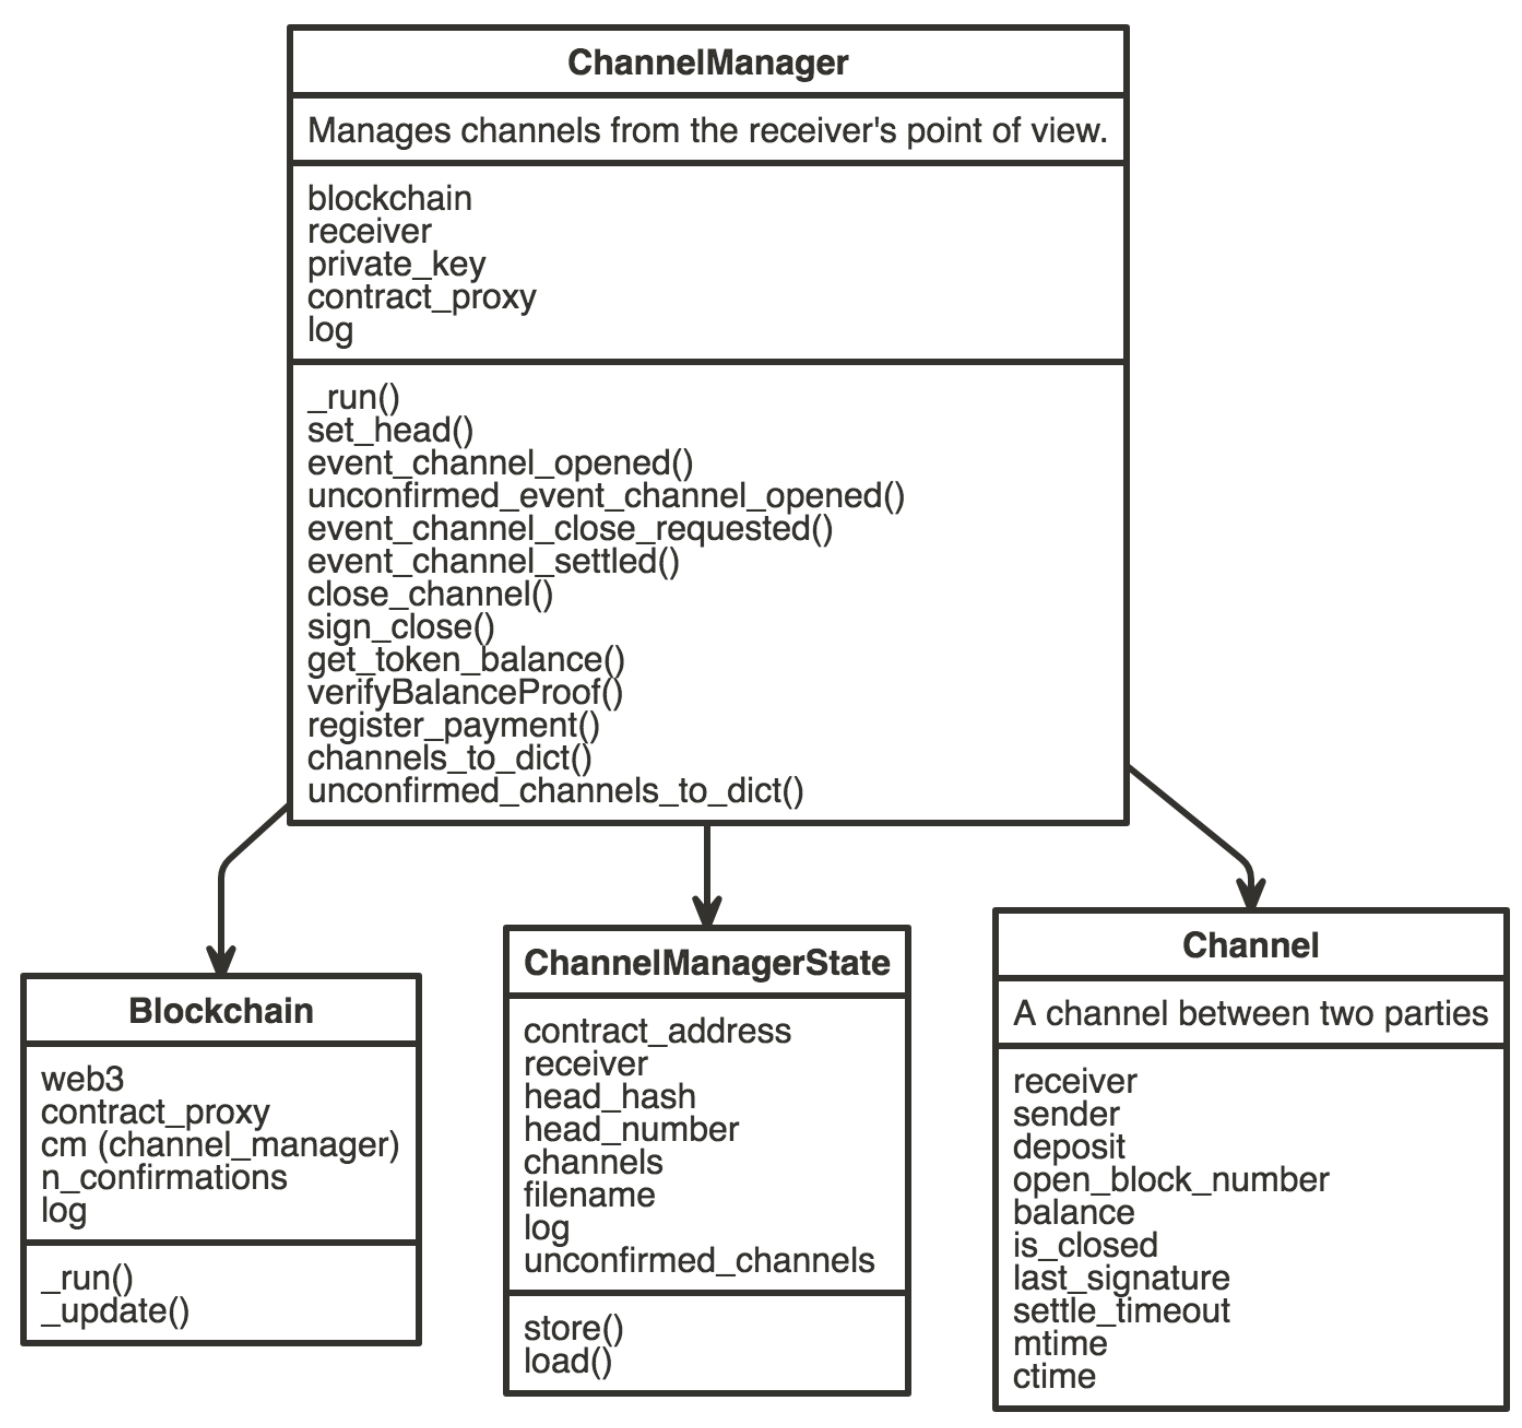 ChannelManager
Manages channels from the receiver's point of view.
blockchain
receiver
private_key
contract_proxy
log
_run()
set_head()
event_channel_opened()
unconfirmed_event_channel_opened()
event_channel_close_requested()
event_channel_settled()
close_channel()
sign_close()
get_token_balance()
verifyBalanceProof()
register_payment()
channels_to_dict()
unconfirmed_channels_to_dict()
Blockchain
web3
contract_proxy
cm (channel_manager)
n_confirmations
log
_run()
_update()
ChannelManagerState
contract_address
receiver
head_hash
head_number
channels
filename
log
unconfirmed_channels
store()
load()
Channel
A channel between two parties
receiver
sender
deposit
open_block_number
balance
is_closed
last_signature
settle_timeout
mtime
ctime